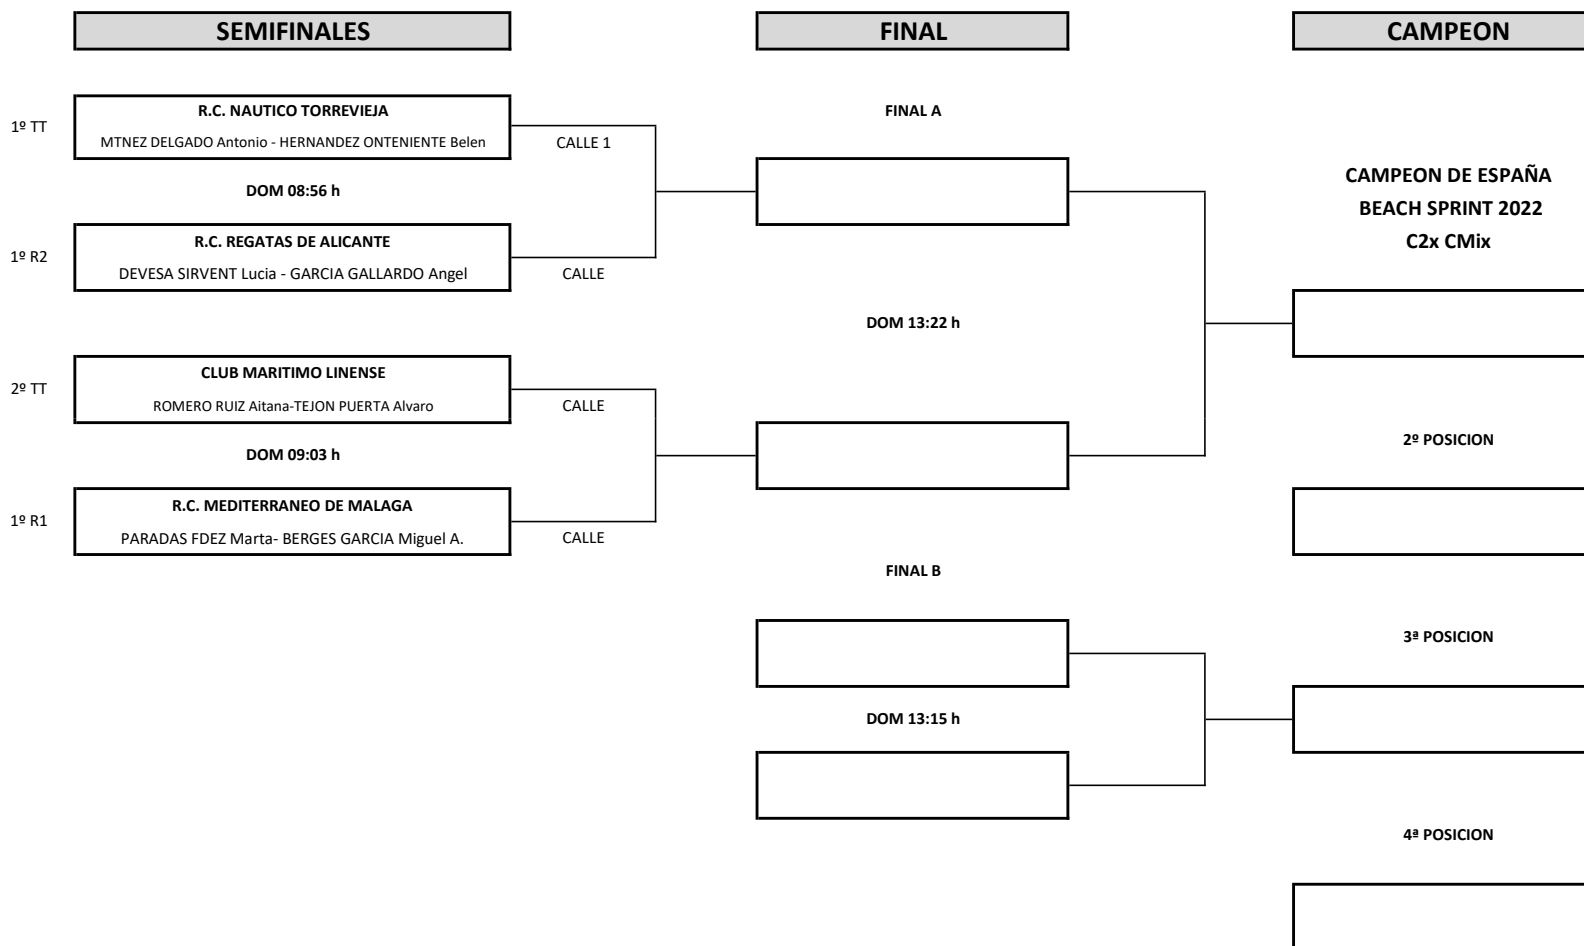 SEMIFINALES
FINAL
CAMPEON
1º TT
R.C. NAUTICO TORREVIEJA
MTNEZ DELGADO Antonio - HERNANDEZ ONTENIENTE Belen
CALLE 1
DOM 08:56 h
1º R2
R.C. REGATAS DE ALICANTE
DEVESA SIRVENT Lucia - GARCIA GALLARDO Angel
CALLE
2º TT
CLUB MARITIMO LINENSE
ROMERO RUIZ Aitana-TEJON PUERTA Alvaro
CALLE
DOM 09:03 h
1º R1
R.C. MEDITERRANEO DE MALAGA
PARADAS FDEZ Marta- BERGES GARCIA Miguel A.
CALLE
FINAL A
DOM 13:22 h
FINAL B
DOM 13:15 h
CAMPEON DE ESPAÑA
BEACH SPRINT 2022
C2x CMix
2º POSICION
3ª POSICION
4ª POSICION